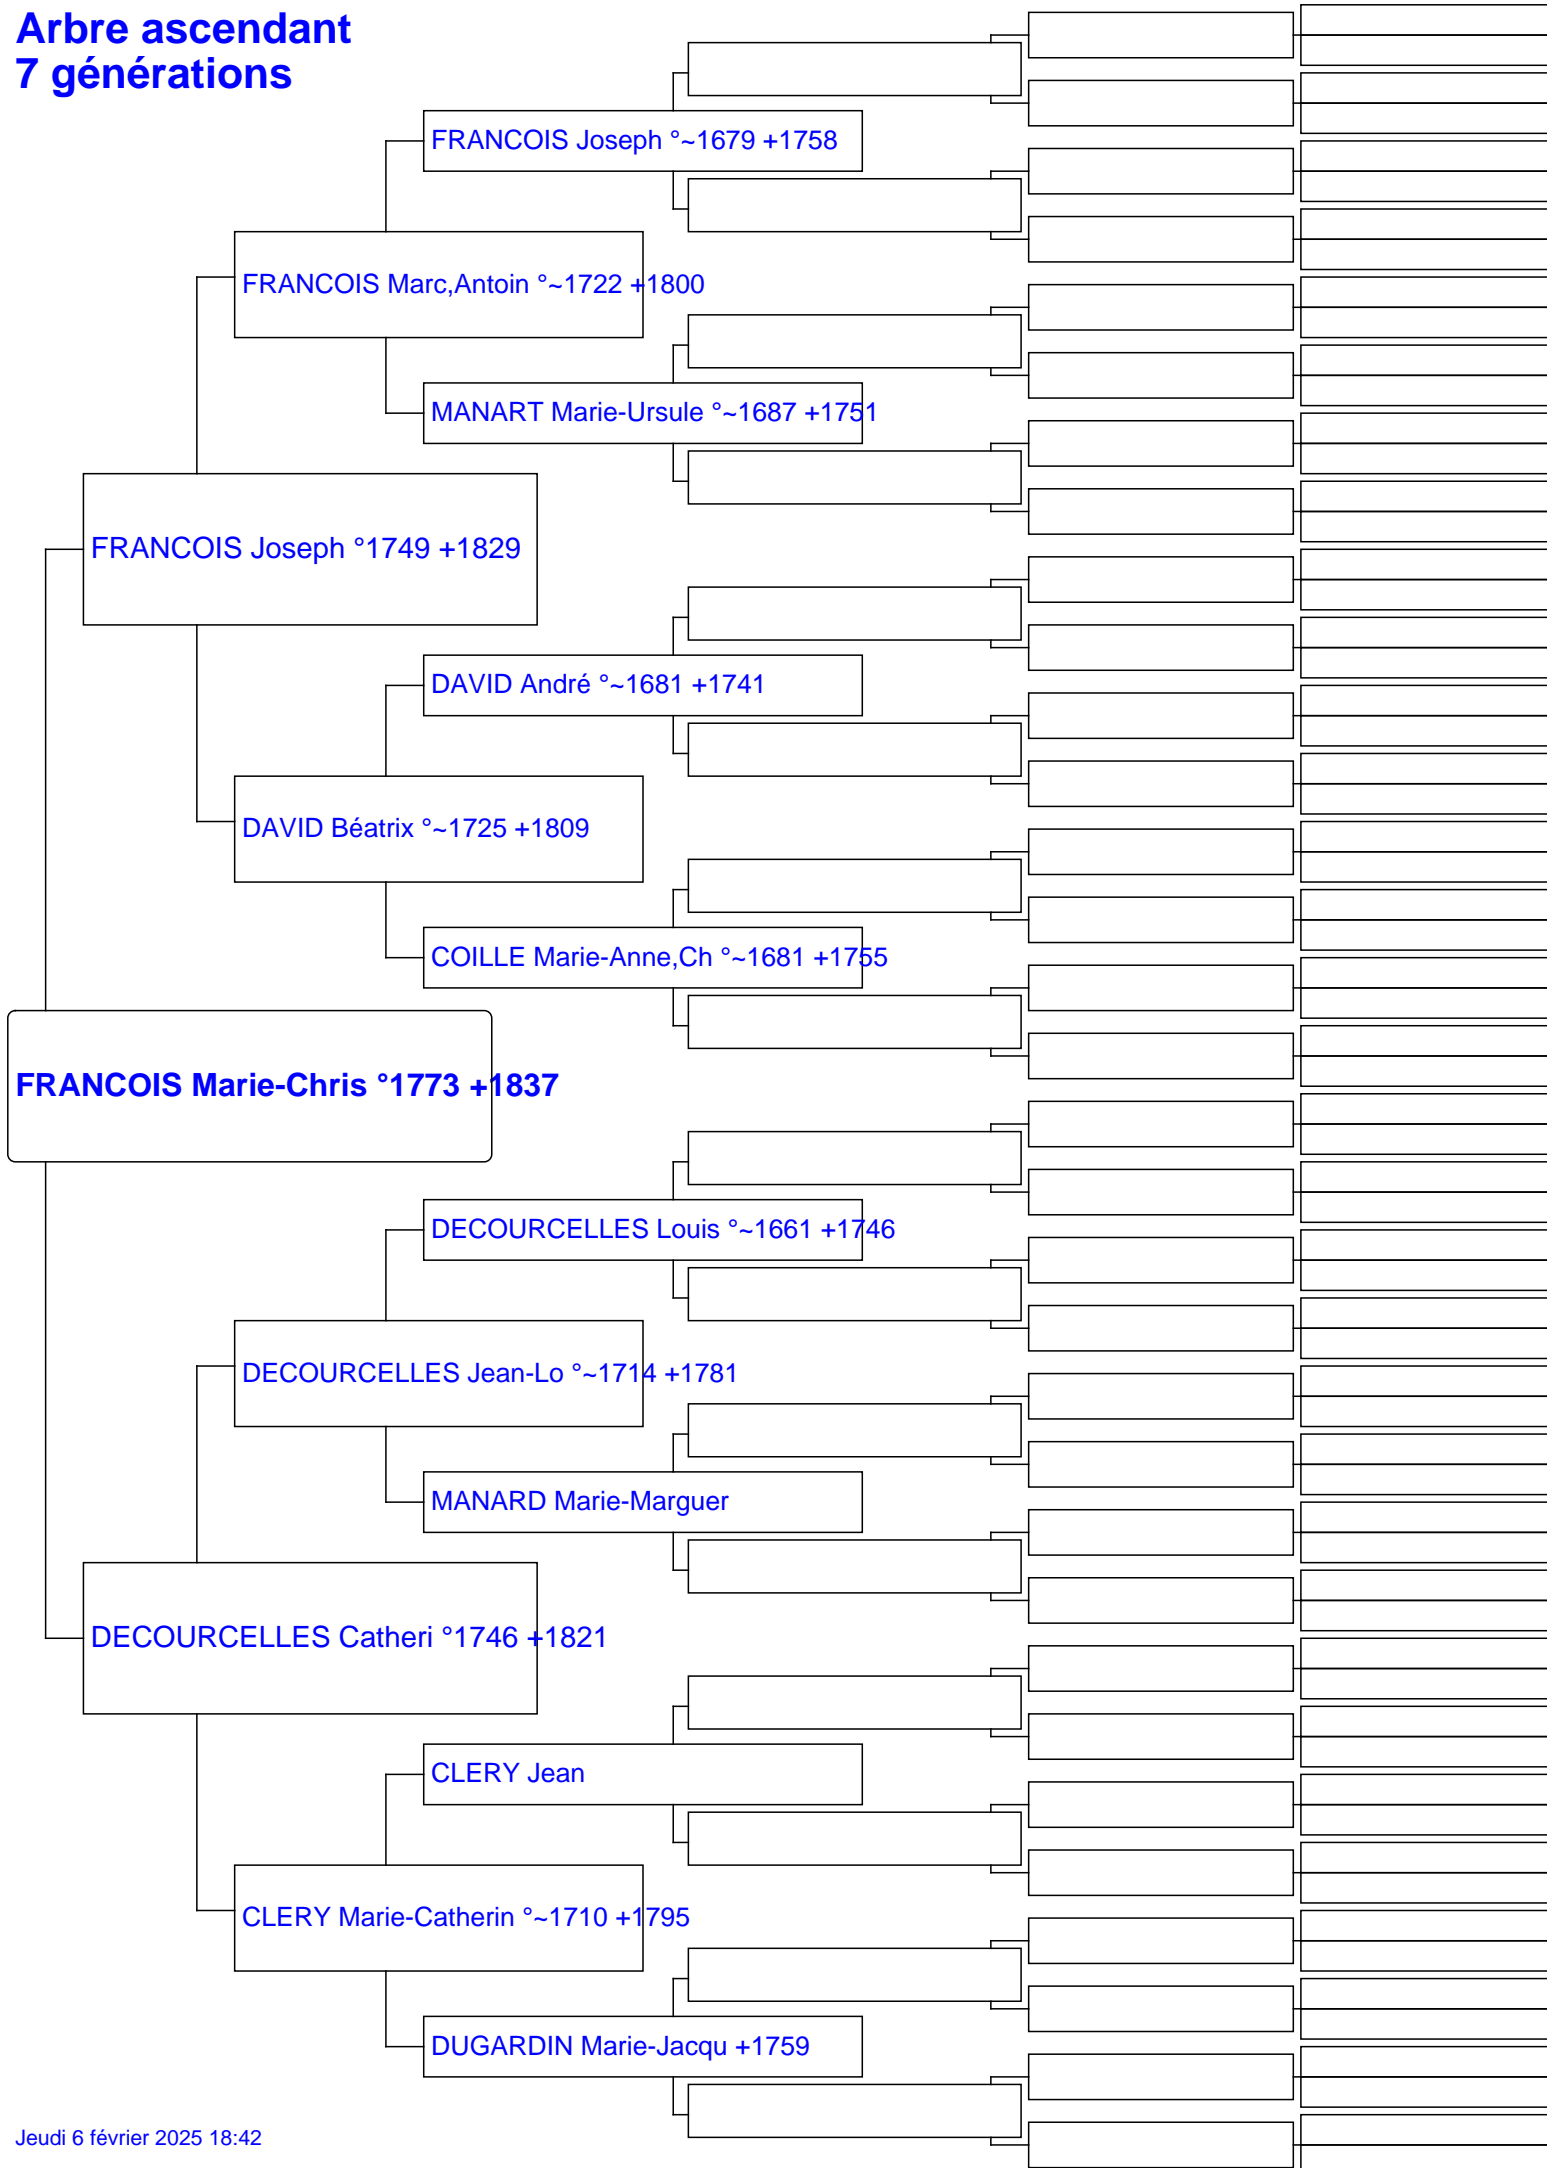 Arbre ascendant
7 générations
FRANCOIS Joseph °~1679 +1758
FRANCOIS Marc,Antoin °~1722 +1800
MANART Marie-Ursule °~1687 +1751
FRANCOIS Joseph °1749 +1829
DAVID André °~1681 +1741
DAVID Béatrix °~1725 +1809
COILLE Marie-Anne,Ch °~1681 +1755
FRANCOIS Marie-Chris °1773 +1837
DECOURCELLES Louis °~1661 +1746
DECOURCELLES Jean-Lo °~1714 +1781
MANARD Marie-Marguer
DECOURCELLES Catheri °1746 +1821
CLERY Jean
CLERY Marie-Catherin °~1710 +1795
DUGARDIN Marie-Jacqu +1759
Jeudi 6 février 2025 18:42